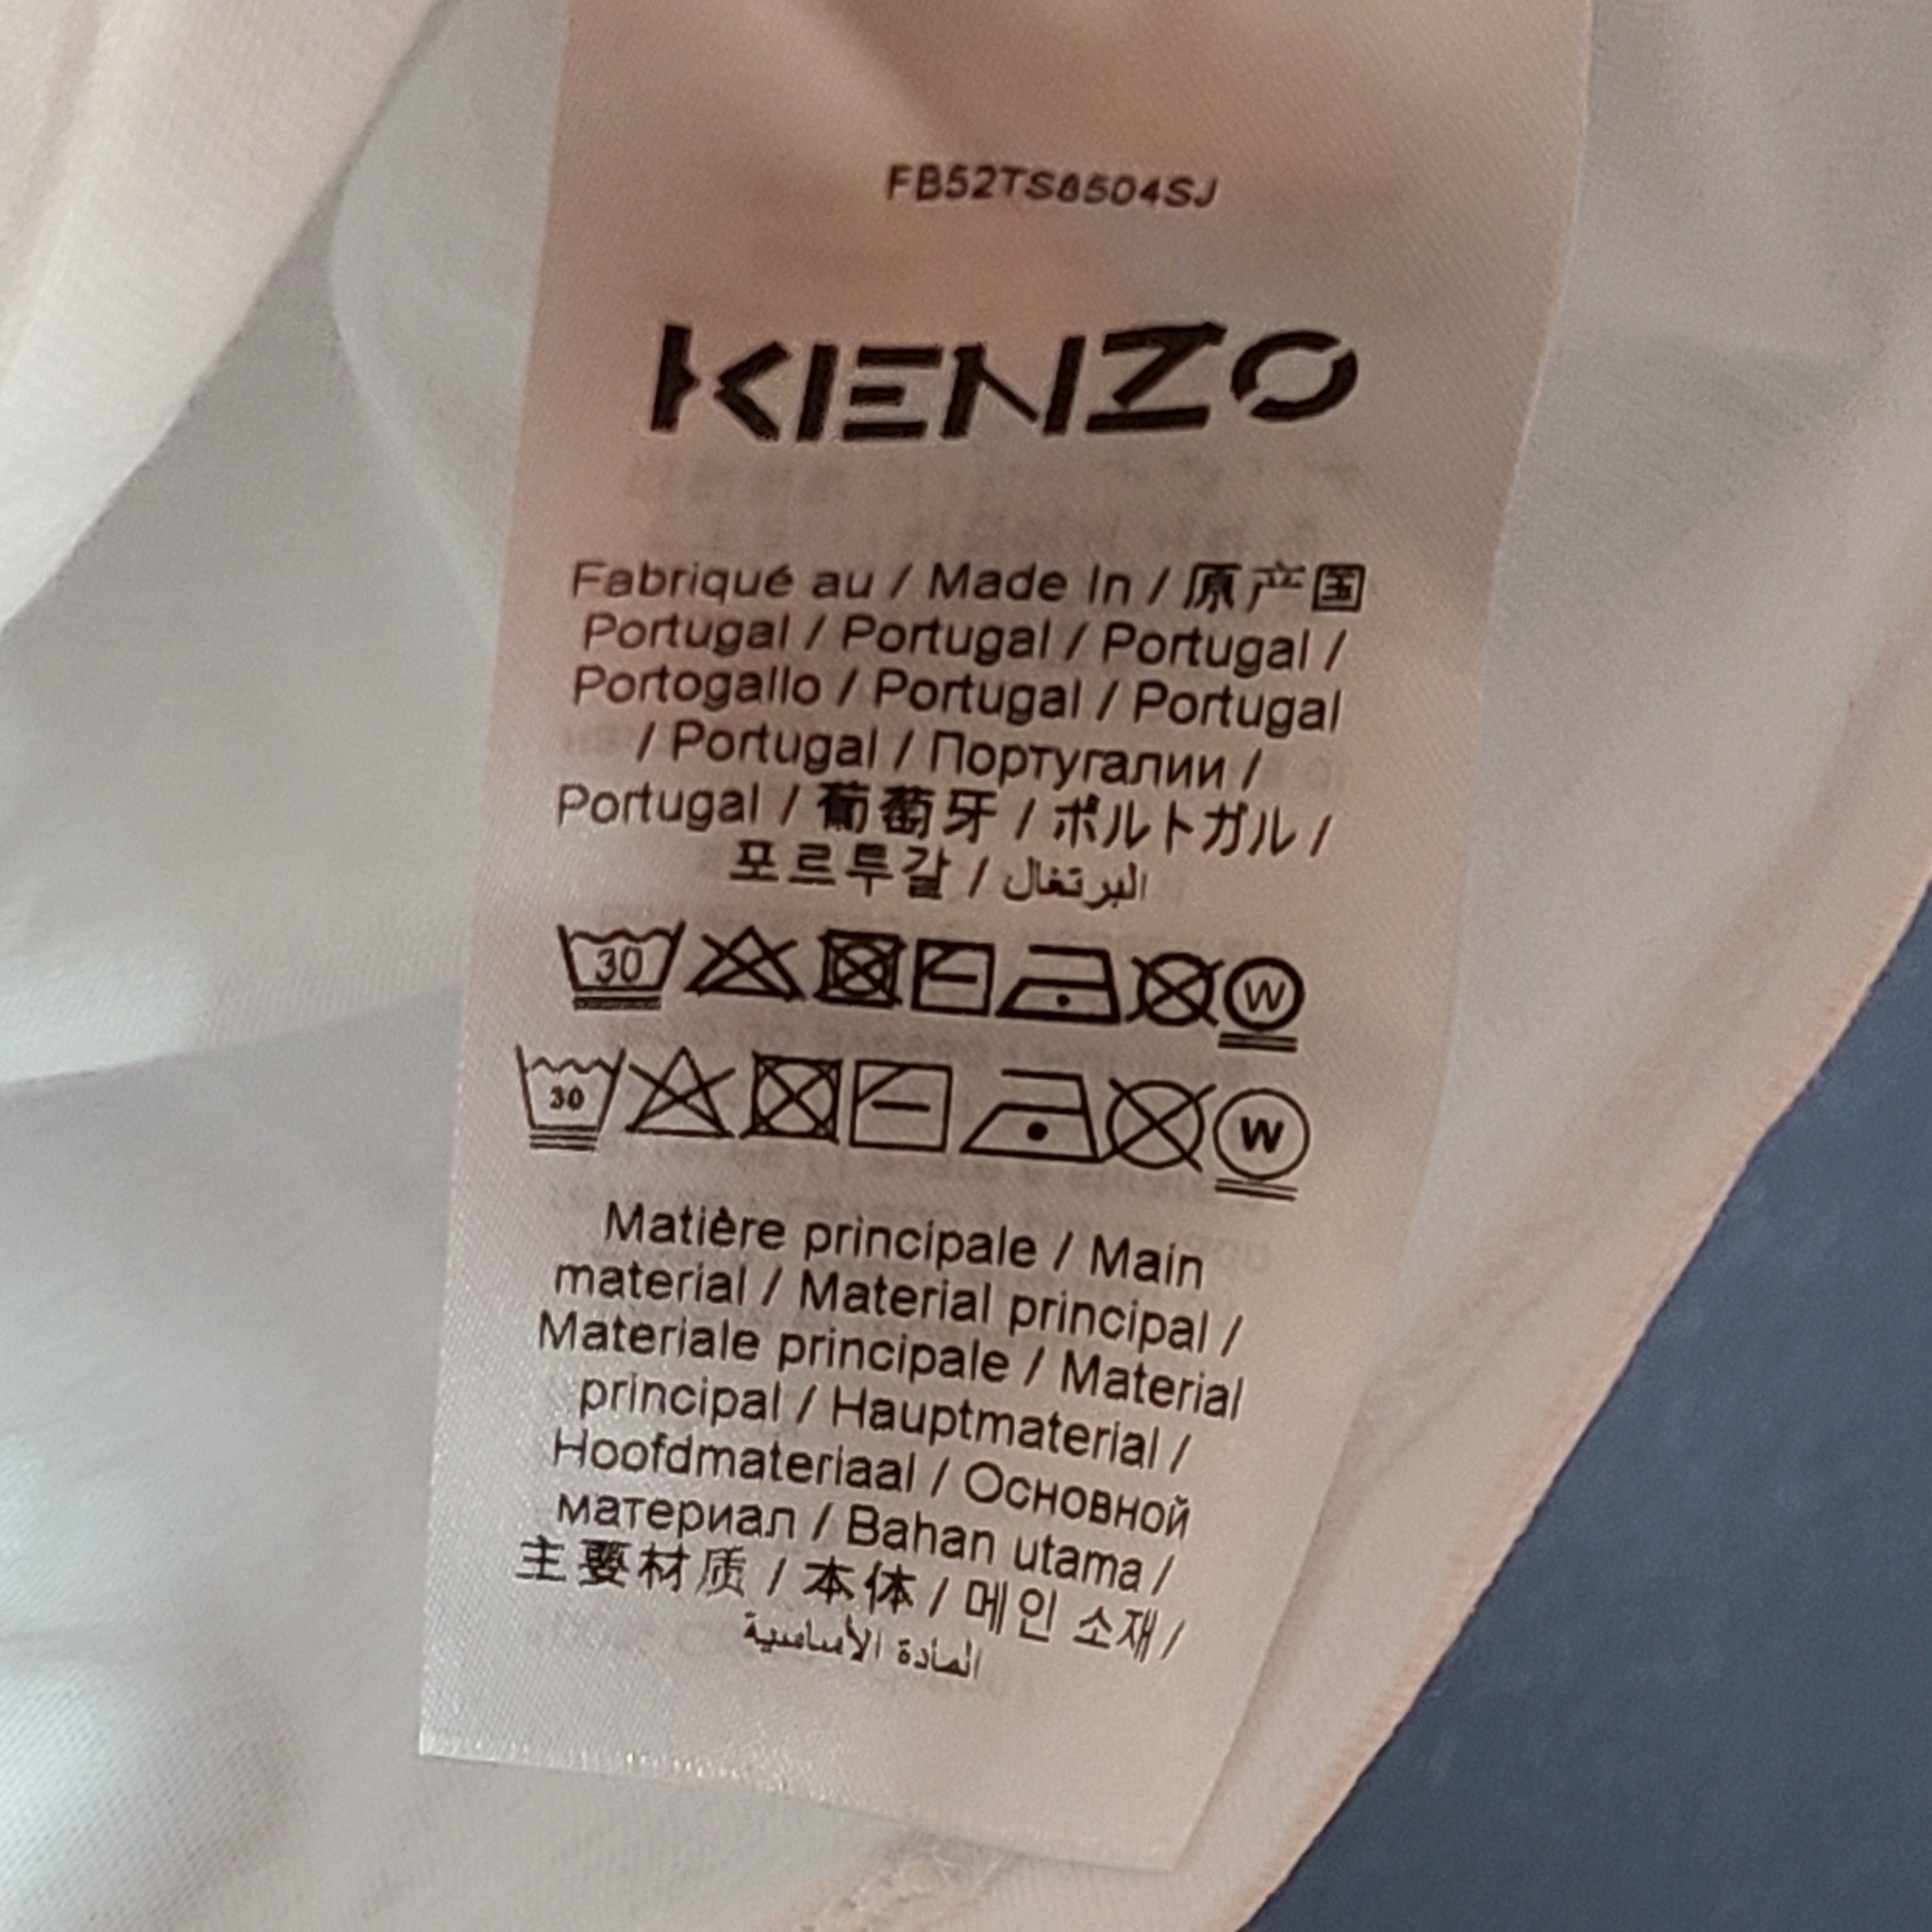 FB52TS8504SJ
KENZO
Fabriqué au / Made In / 原产国
Portugal / Portugal / Portugal /
Portogallo / Portugal / Portugal
/ Portugal / Португалии /
Portugal / 葡萄牙 / ポルトガル /
포르투갈 / البرتغال
30 W
30 W
Matière principale / Main
material / Material principal /
Materiale principale / Material
principal / Hauptmaterial /
Hoofdmateriaal / Основной
материал / Bahan utama /
主要材质 / 本体 / 메인 소재 /
المادة الأساسية